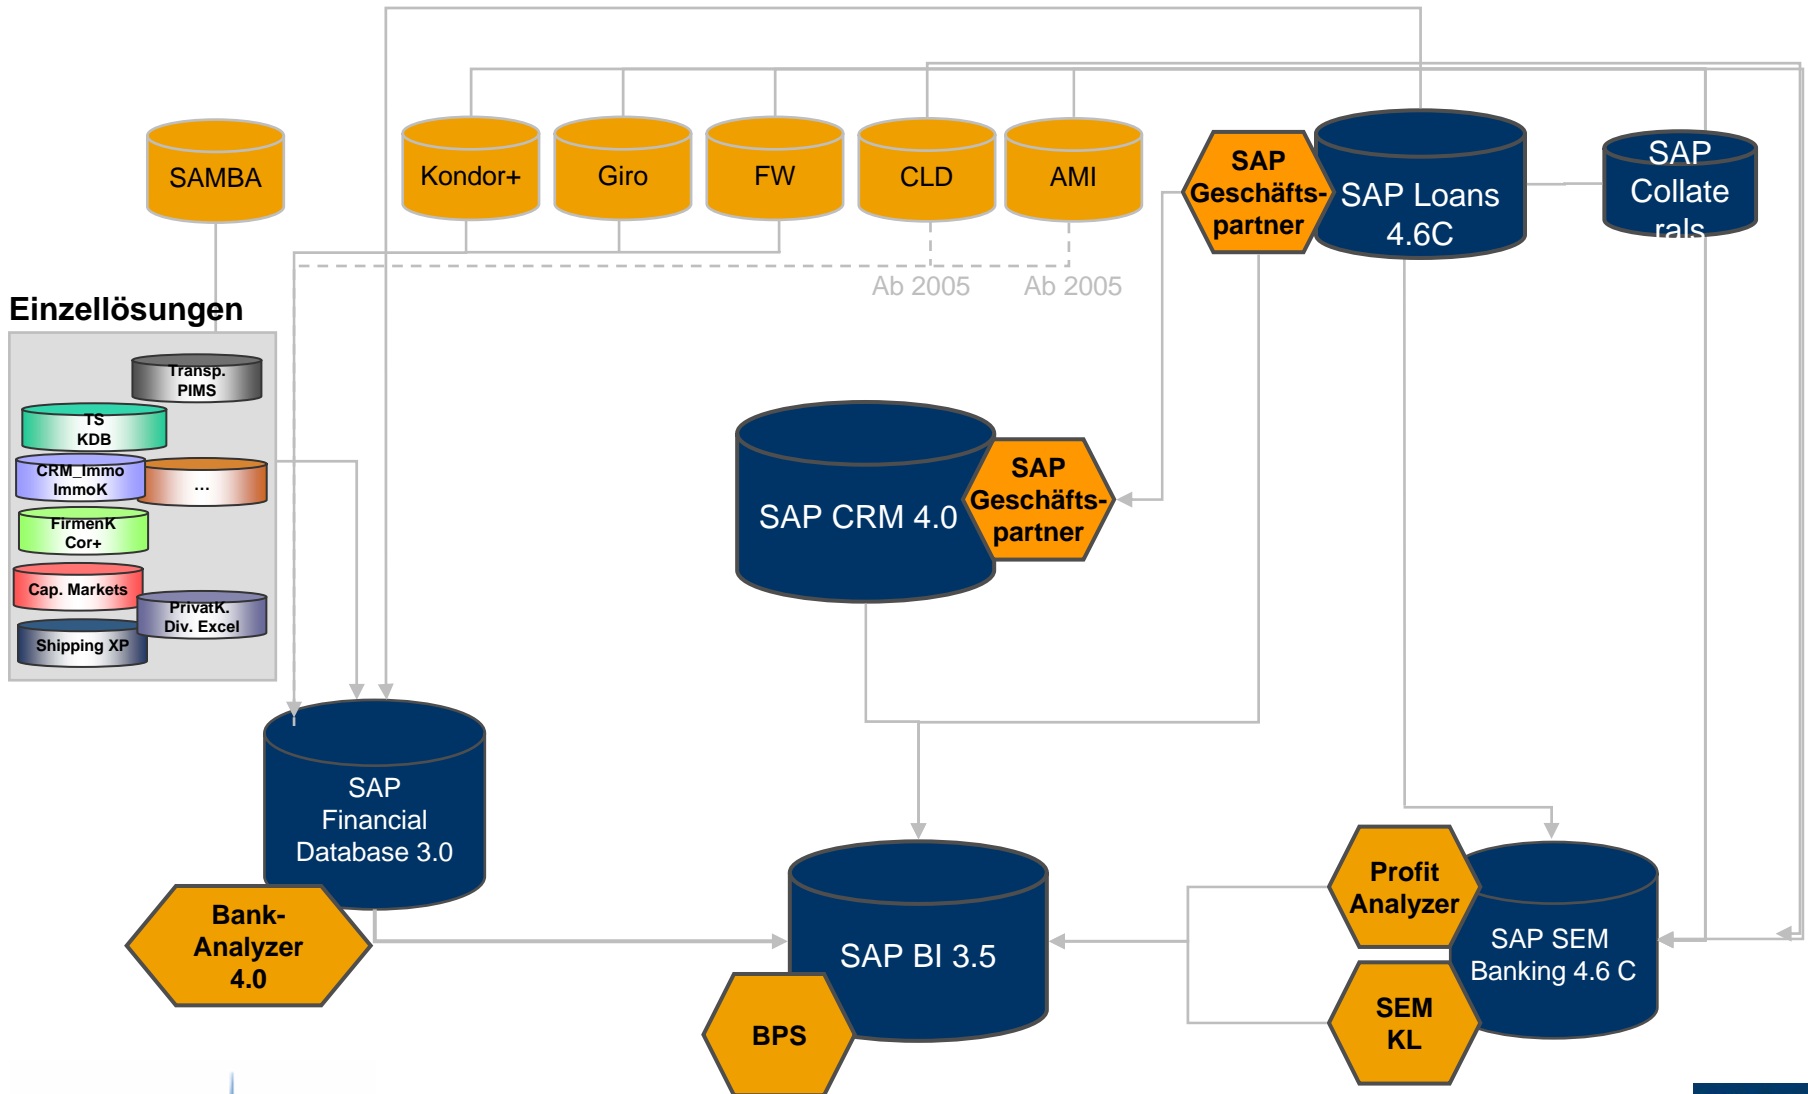 SAMBA
Kondor+
Giro
FW
CLD
AMI
SAP
Geschäfts-
partner
SAP Loans
4.6C
SAP
Collate
rals
Ab 2005
Ab 2005
Einzellösungen
Transp.
PIMS
TS
KDB
CRM_Immo
ImmoK
...
FirmenK
Cor+
Cap. Markets
PrivatK.
Div. Excel
Shipping XP
SAP CRM 4.0
SAP
Geschäfts-
partner
SAP
Financial
Database 3.0
Bank-
Analyzer
4.0
SAP BI 3.5
BPS
Profit
Analyzer
SAP SEM
Banking 4.6 C
SEM
KL